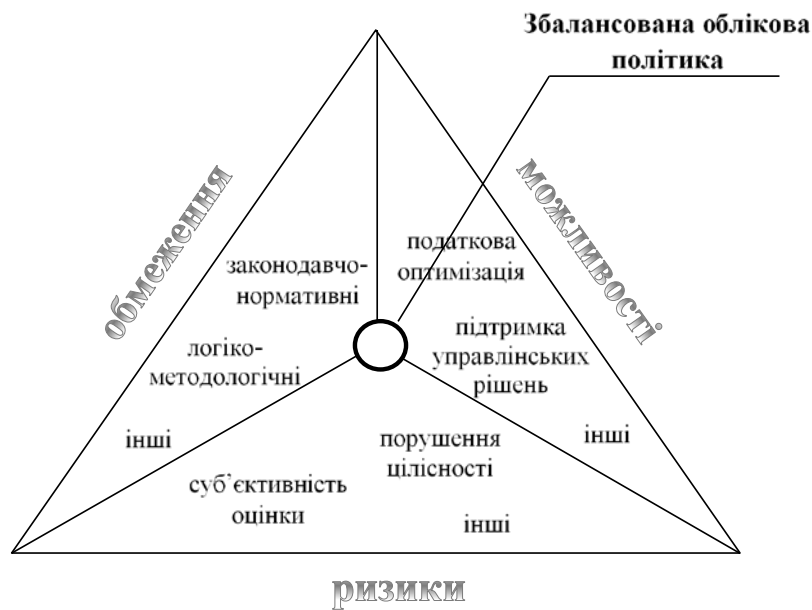 Збалансована облікова
політика
обмеження
можливості
законодавчо-
нормативні
логіко-
методологічні
інші
податкова
оптимізація
підтримка
управлінських
рішень
інші
порушення
цілісності
суб’єктивність
оцінки
інші
ризики